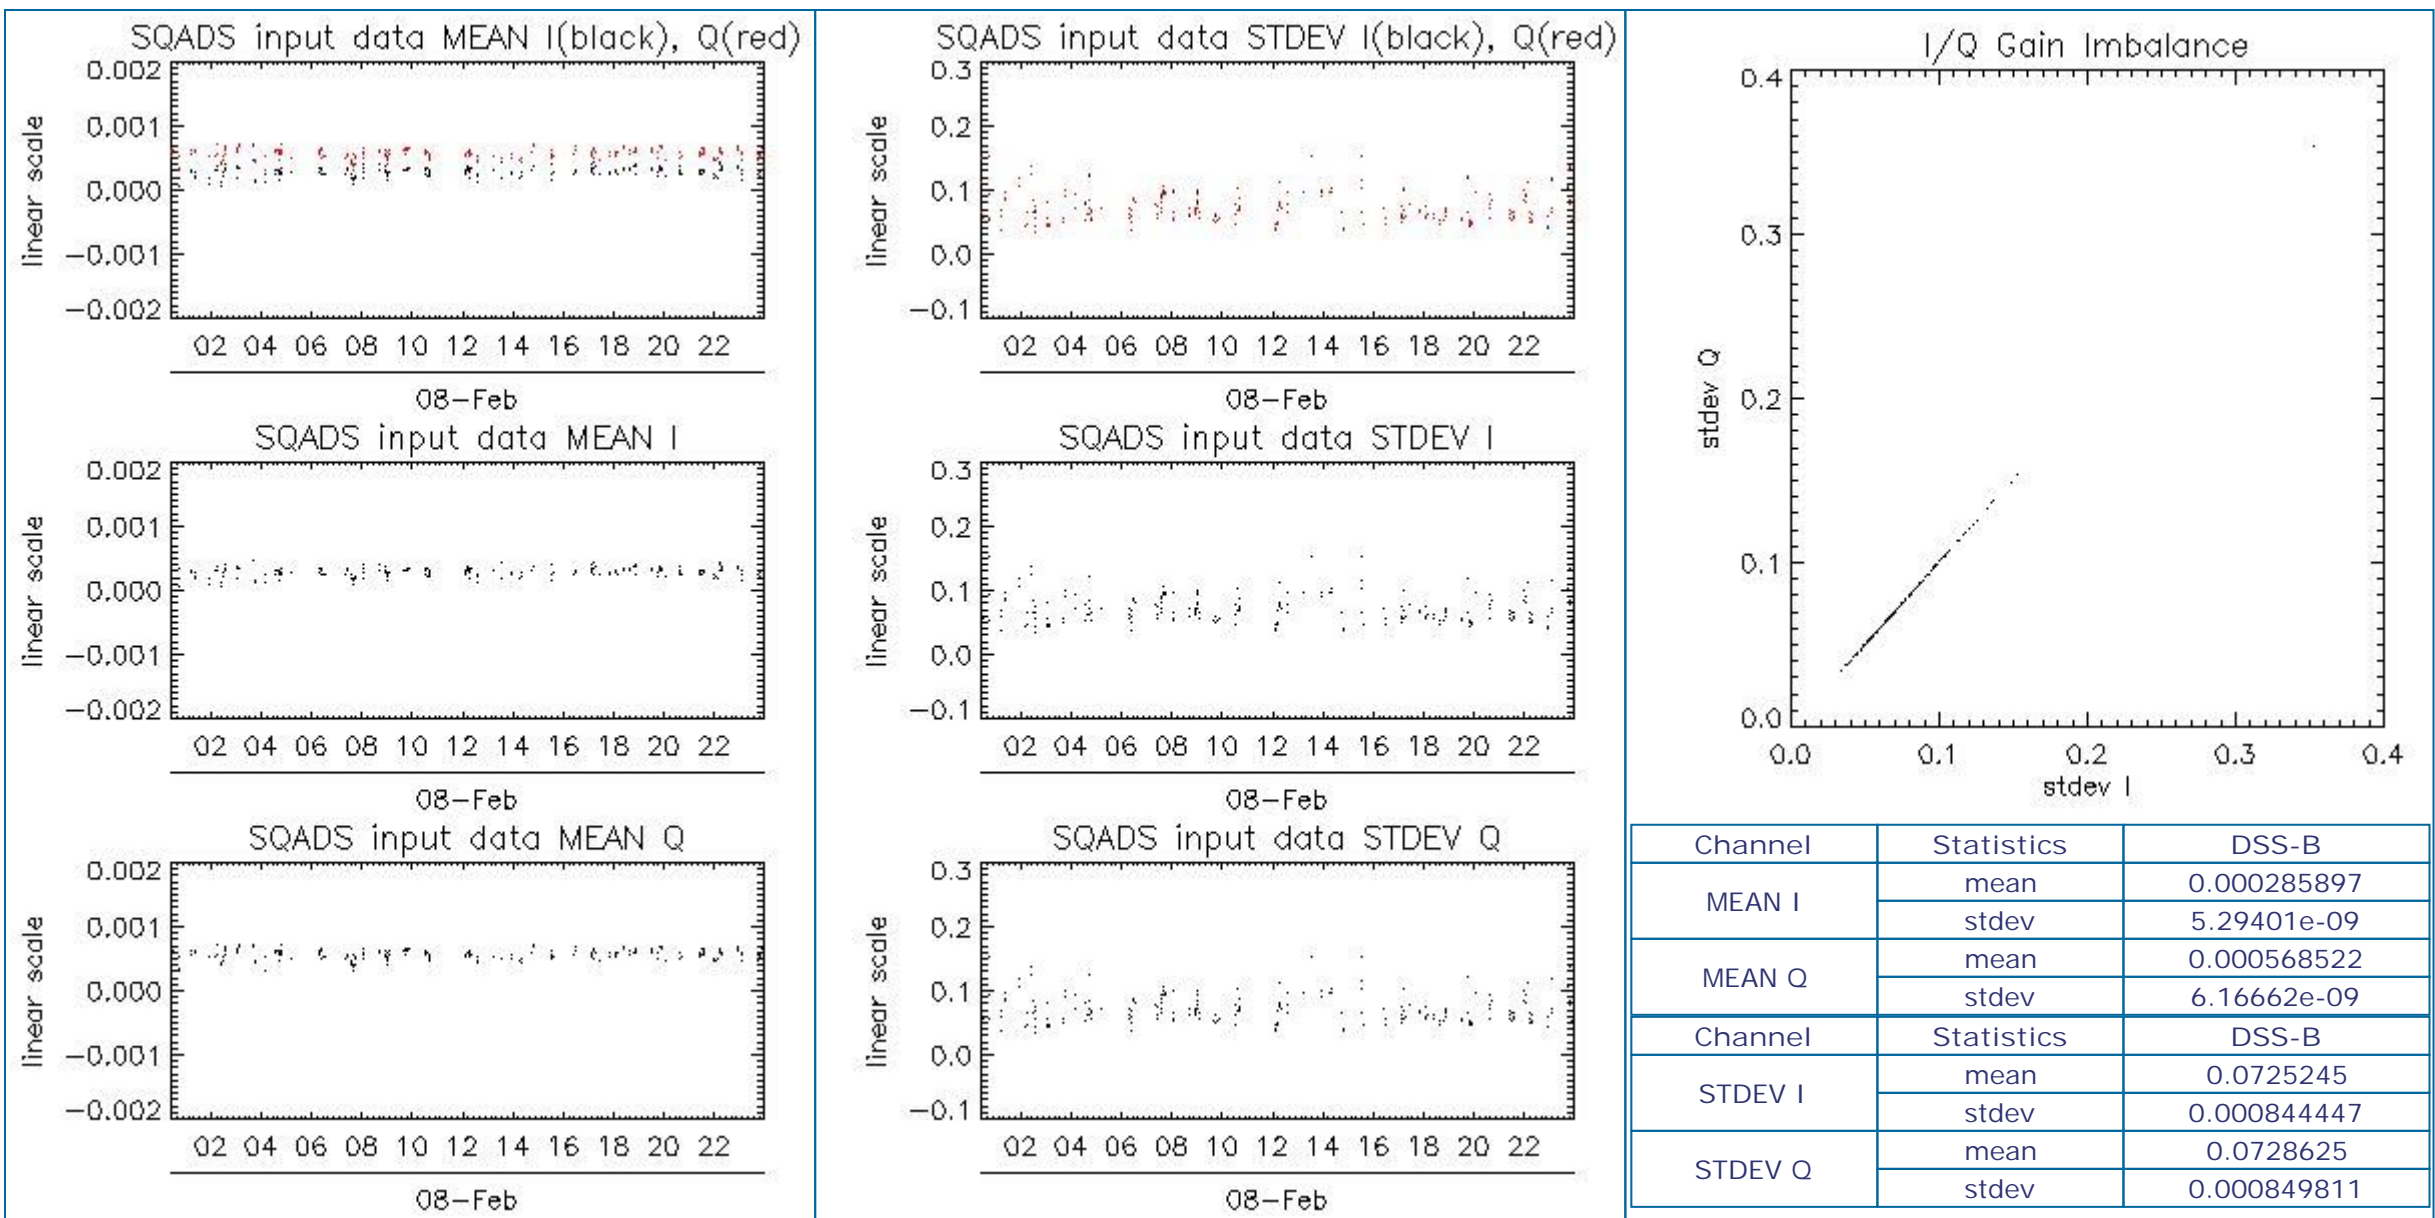 SQADS input data MEAN I(black), Q(red)
linear scale
0.002
0.001
0.000
−0.001
−0.002
02 04 06 08 10 12 14 16 18 20 22
08−Feb
SQADS input data MEAN I
linear scale
0.002
0.001
0.000
−0.001
−0.002
02 04 06 08 10 12 14 16 18 20 22
08−Feb
SQADS input data MEAN Q
linear scale
0.002
0.001
0.000
−0.001
−0.002
02 04 06 08 10 12 14 16 18 20 22
08−Feb
SQADS input data STDEV I(black), Q(red)
linear scale
0.3
0.2
0.1
0.0
−0.1
02 04 06 08 10 12 14 16 18 20 22
08−Feb
SQADS input data STDEV I
linear scale
0.3
0.2
0.1
0.0
−0.1
02 04 06 08 10 12 14 16 18 20 22
08−Feb
SQADS input data STDEV Q
linear scale
0.3
0.2
0.1
0.0
−0.1
02 04 06 08 10 12 14 16 18 20 22
08−Feb
I/Q Gain Imbalance
stdev Q
0.4
0.3
0.2
0.1
0.0
0.0 0.1 0.2 0.3 0.4
stdev I
Channel Statistics DSS-B
MEAN I mean 0.000285897
stdev 5.29401e-09
MEAN Q mean 0.000568522
stdev 6.16662e-09
Channel Statistics DSS-B
STDEV I mean 0.0725245
stdev 0.000844447
STDEV Q mean 0.0728625
stdev 0.000849811